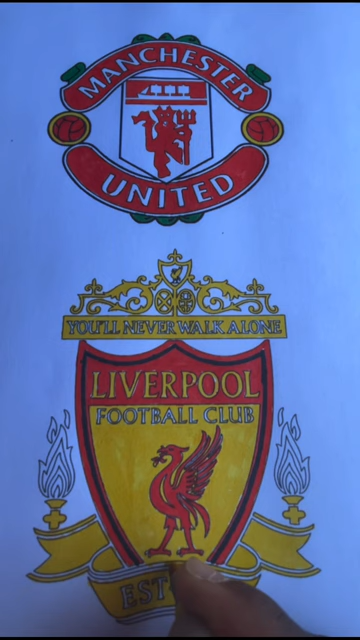 MANCHESTER
UNITED
YOU'LL NEVER WALK ALONE
LIVERPOOL
FOOTBALL CLUB
EST